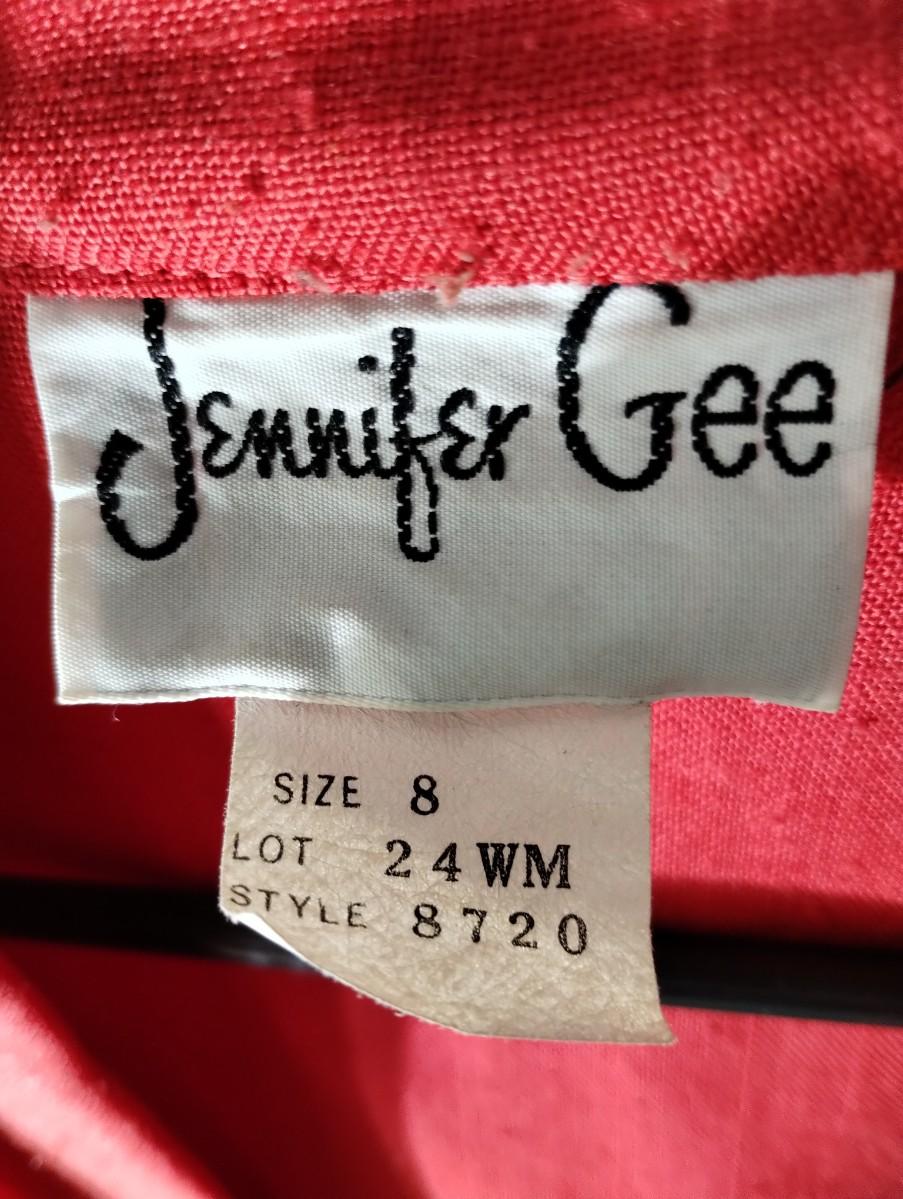 Jennifer Gee
SIZE 8
LOT 24WM
STYLE 8720